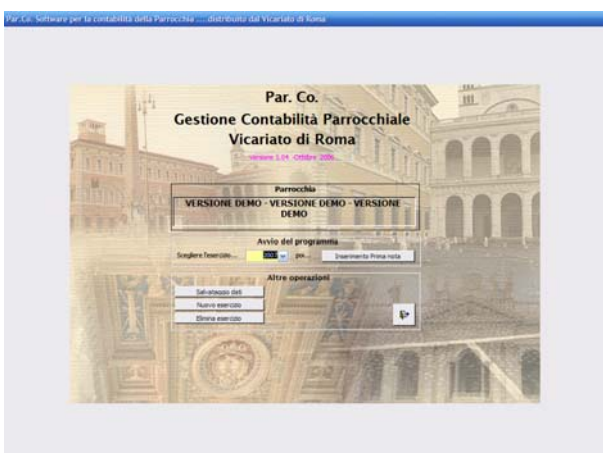 Par.Co. Software per la contabilità della Parrocchia .... distribuito dal Vicariato di Roma
Par. Co.
Gestione Contabilità Parrocchiale
Vicariato di Roma
Versione 1.04 Ottobre 2006
Parrocchia
VERSIONE DEMO - VERSIONE DEMO - VERSIONE
DEMO
Avvio del programma
Scegliere l'esercizio... poi... Inserimento Prima nota
Altre operazioni
Salvataggio dati
Nuovo esercizio
Elimina esercizio